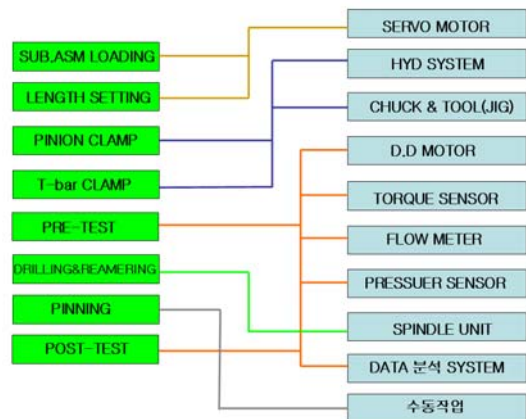 SUB.ASM LOADING
LENGTH SETTING
PINION CLAMP
T-bar CLAMP
PRE-TEST
DRILLING&REAMERING
PINNING
POST-TEST
SERVO MOTOR
HYD SYSTEM
CHUCK & TOOL(JIG)
D.D MOTOR
TORQUE SENSOR
FLOW METER
PRESSUER SENSOR
SPINDLE UNIT
DATA 분석 SYSTEM
수동작업